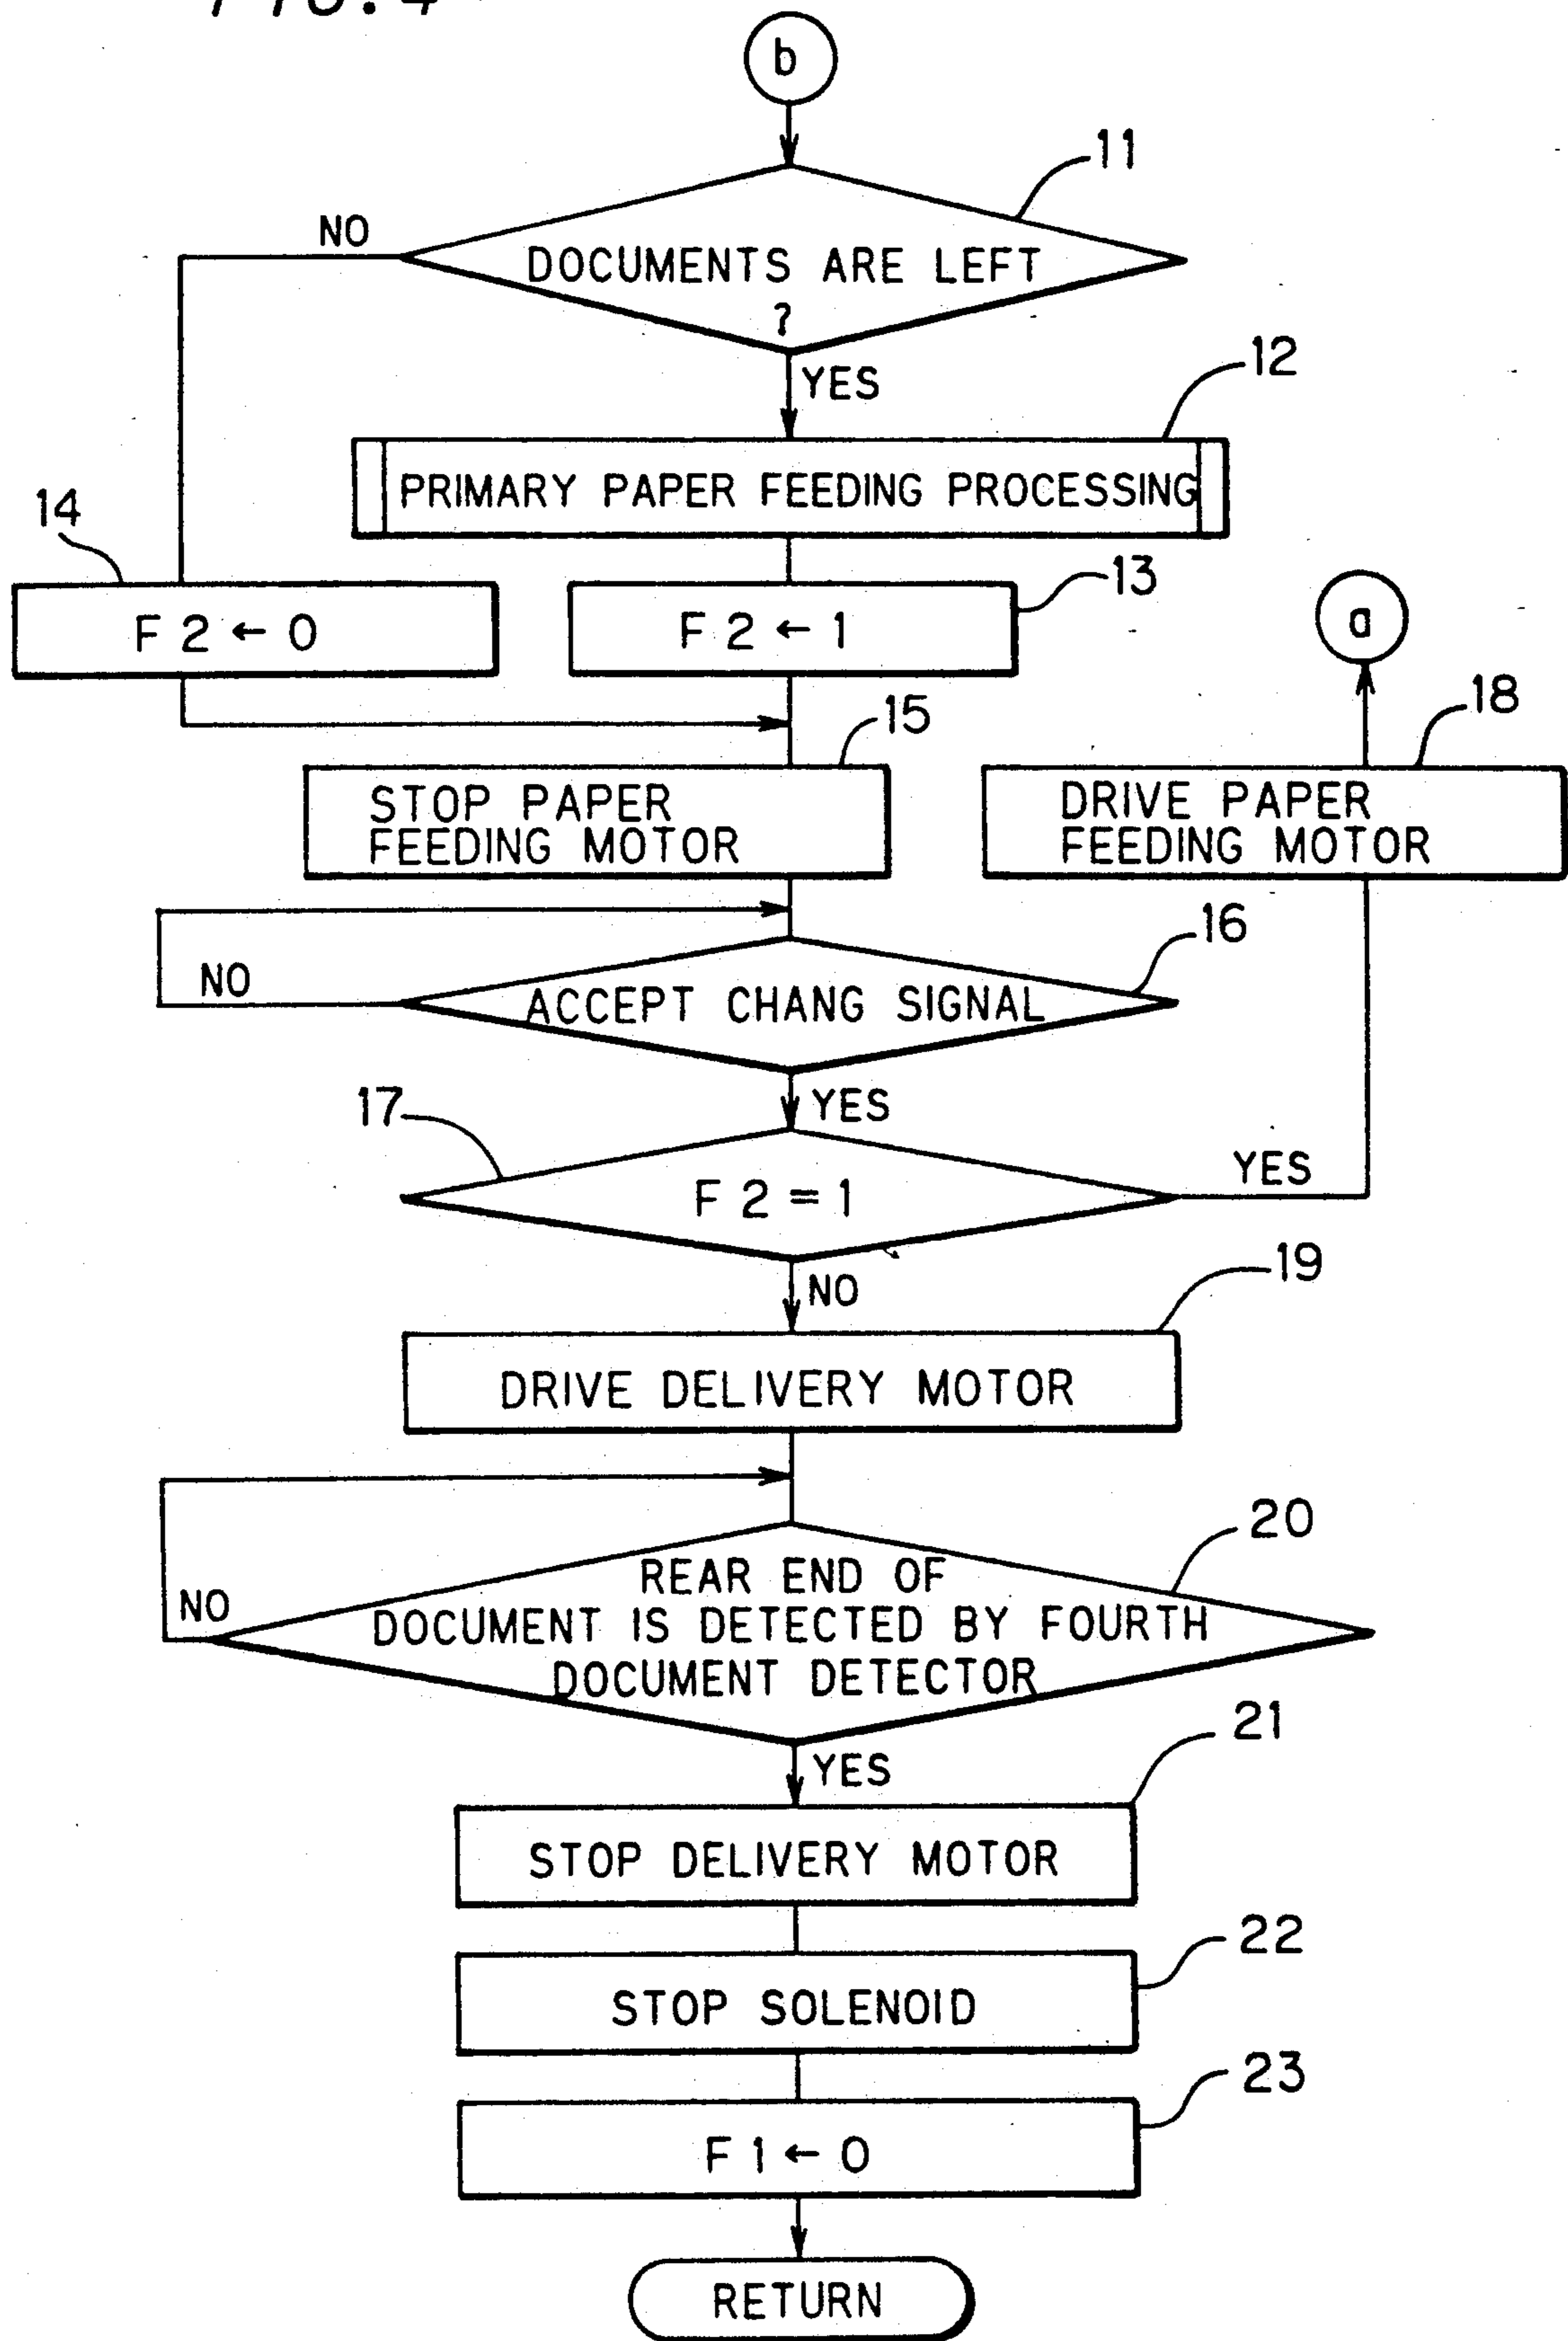 FIG. 4
b
11
NO
DOCUMENTS ARE LEFT
?
YES
12
PRIMARY PAPER FEEDING PROCESSING
14
13
F 2 ← 0
F 2 ← 1
a
15
18
STOP PAPER
FEEDING MOTOR
DRIVE PAPER
FEEDING MOTOR
16
NO
ACCEPT CHANG SIGNAL
YES
17
F 2 = 1
YES
NO
19
DRIVE DELIVERY MOTOR
20
NO
REAR END OF
DOCUMENT IS DETECTED BY FOURTH
DOCUMENT DETECTOR
21
YES
STOP DELIVERY MOTOR
22
STOP SOLENOID
23
F 1 ← 0
RETURN